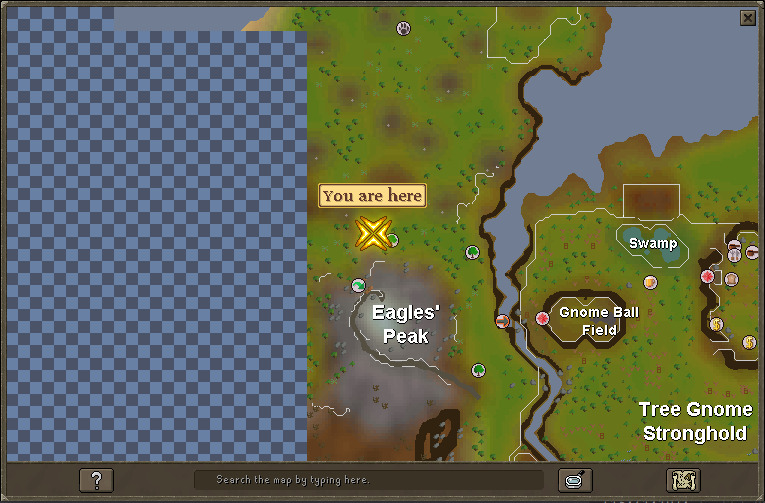 You are here
Swamp
Eagles'
Peak
Gnome Ball
Field
Tree Gnome
Stronghold
?
Search the map by typing here.